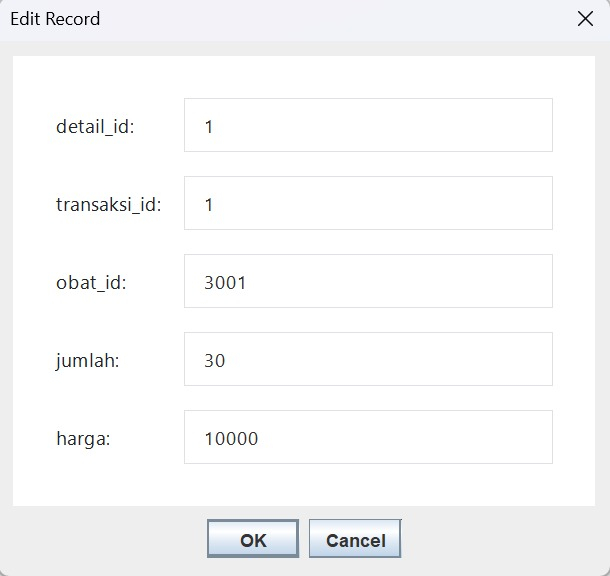 Edit Record
detail_id: 1
transaksi_id: 1
obat_id: 3001
jumlah: 30
harga: 10000
OK Cancel